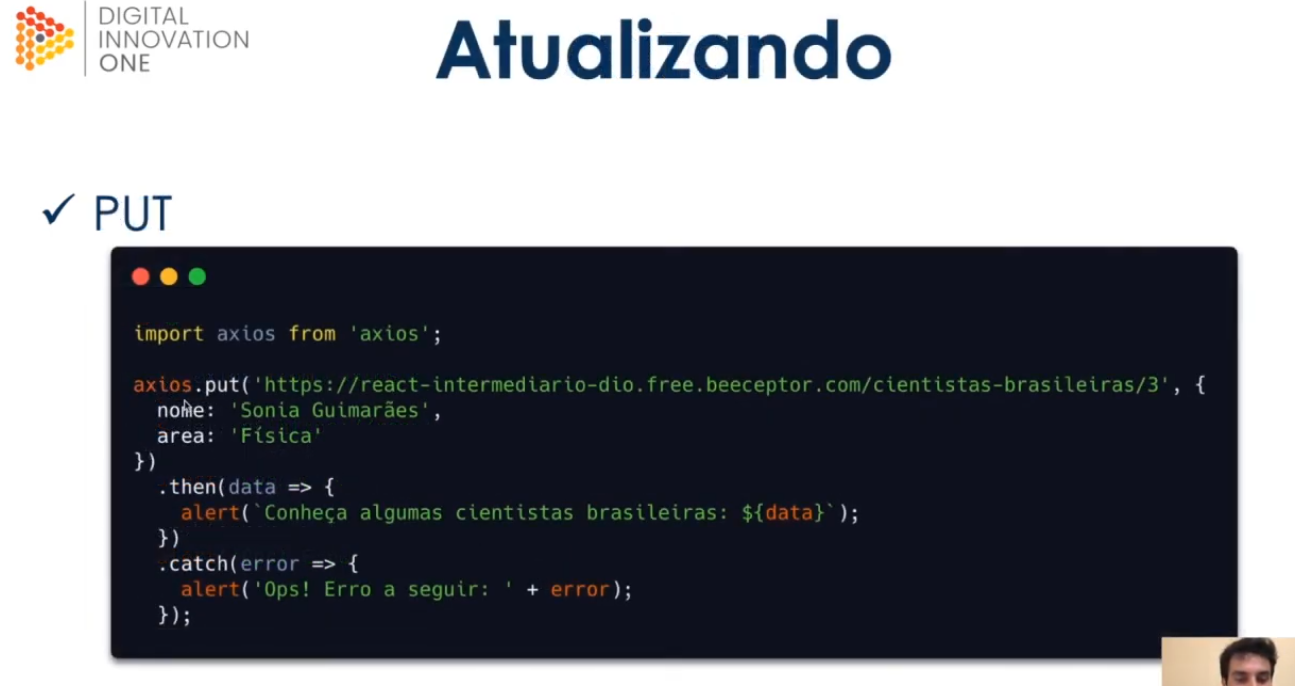 DIGITAL
INNOVATION
ONE
Atualizando
✓ PUT
import axios from 'axios';
axios.put('https://react-intermediario-dio.free.beeceptor.com/cientistas-brasileiras/3', {
nome: 'Sonia Guimarães',
area: 'Física'
})
.then(data => {
alert(`Conheça algumas cientistas brasileiras: ${data}`);
})
.catch(error => {
alert('Ops! Erro a seguir: ' + error);
});